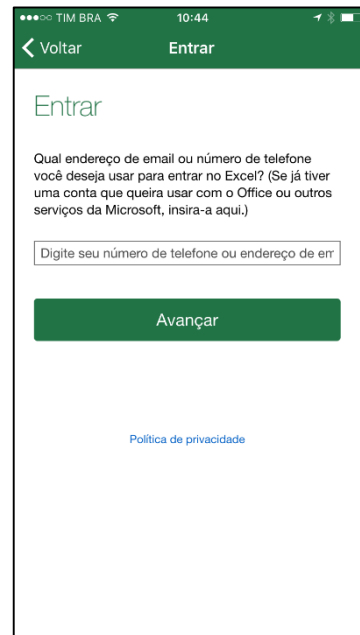 TIM BRA 10:44
Voltar Entrar
Entrar
Qual endereço de email ou número de telefone
você deseja usar para entrar no Excel? (Se já tiver
uma conta que queira usar com o Office ou outros
serviços da Microsoft, insira-a aqui.)
Digite seu número de telefone ou endereço de em
Avançar
Política de privacidade